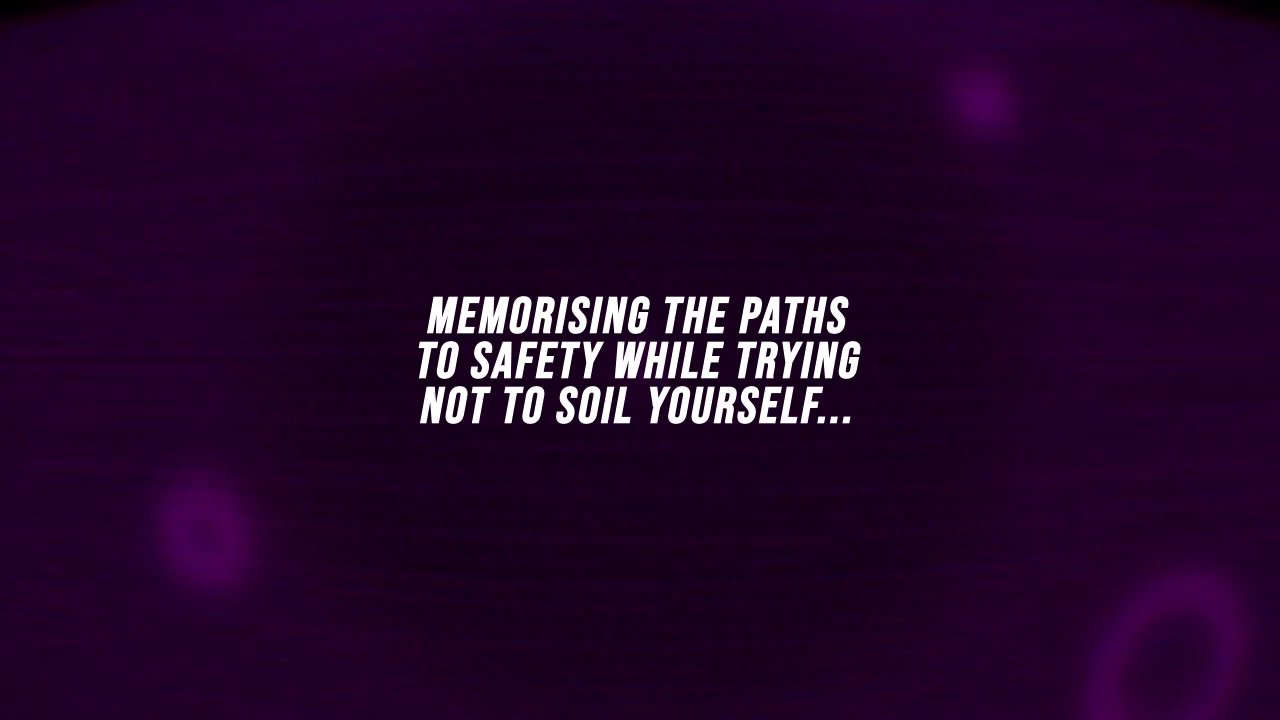 MEMORISING THE PATHS
TO SAFETY WHILE TRYING
NOT TO SOIL YOURSELF...